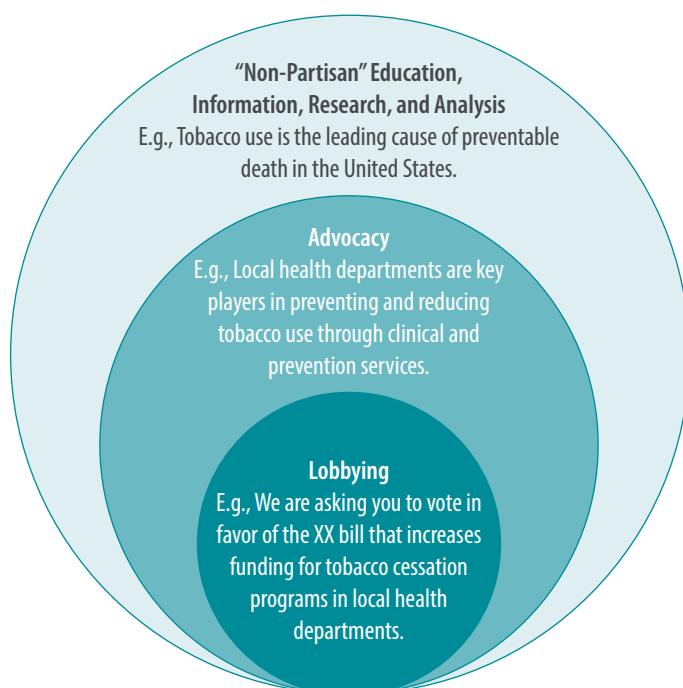 “Non-Partisan” Education,
Information, Research, and Analysis
E.g., Tobacco use is the leading cause of preventable
death in the United States.
Advocacy
E.g., Local health departments are key
players in preventing and reducing
tobacco use through clinical and
prevention services.
Lobbying
E.g., We are asking you to vote in
favor of the XX bill that increases
funding for tobacco cessation
programs in local health
departments.